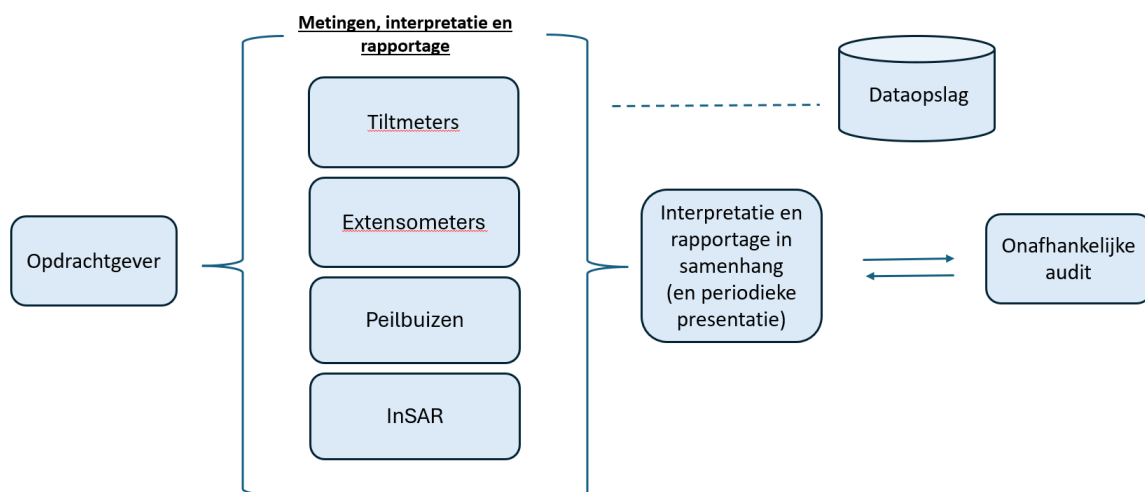 Metingen, interpretatie en
rapportage
Tiltmeters
Extensometers
Peilbuizen
InSAR
Opdrachtgever
Dataopslag
Interpretatie en
rapportage in
samenhang
(en periodieke
presentatie)
Onafhankelijke
audit